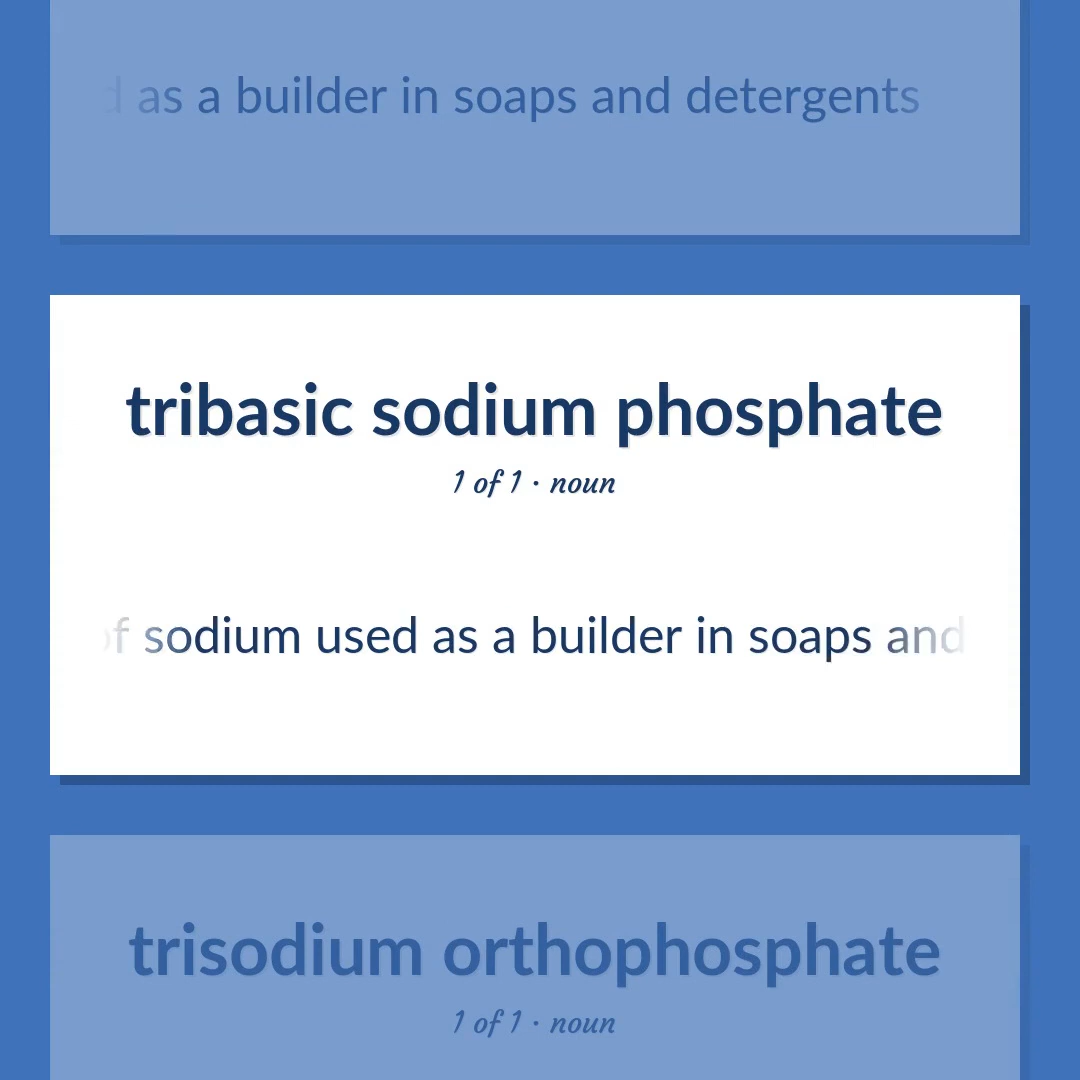 as a builder in soaps and detergents
tribasic sodium phosphate
1 of 1 · noun
of sodium used as a builder in soaps and
trisodium orthophosphate
1 of 1 · noun